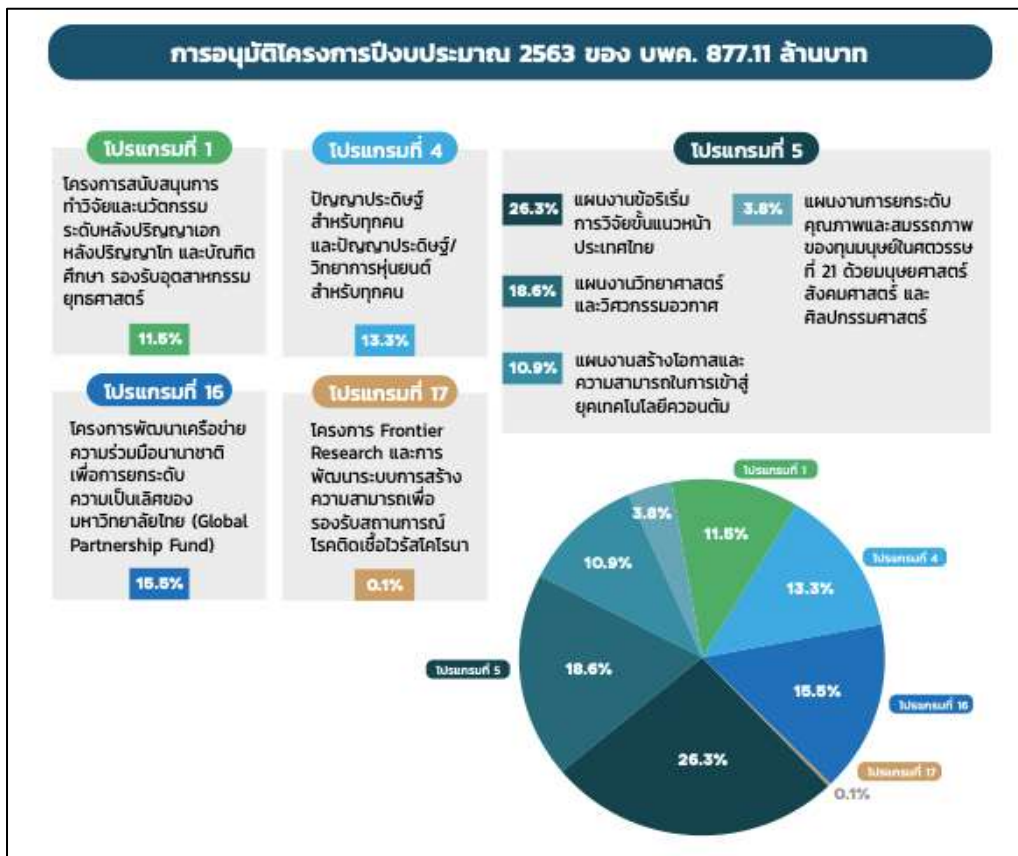 การอนุมัติโครงการปีงบประมาณ 2563 ของ บพค. 877.11 ล้านบาท
โปรแกรมที่ 1
โครงการสนับสนุนการ
ทำวิจัยและนวัตกรรม
ระดับหลังปริญญาเอก
หลังปริญญาโท และบัณฑิต
ศึกษา รองรับอุตสาหกรรม
ยุทธศาสตร์
11.5%
โปรแกรมที่ 4
ปัญญาประดิษฐ์
สำหรับทุกคน
และปัญญาประดิษฐ์/
วิทยาการหุ่นยนต์
สำหรับทุกคน
13.3%
โปรแกรมที่ 5
26.3%
แผนงานข้อริเริ่ม
การวิจัยขั้นแนวหน้า
ประเทศไทย
18.6%
แผนงานวิทยาศาสตร์
และวิศวกรรมอวกาศ
10.9%
แผนงานสร้างโอกาสและ
ความสามารถในการเข้าสู่
ยุคเทคโนโลยีควอนตัม
3.8%
แผนงานการยกระดับ
คุณภาพและสมรรถภาพ
ของทุนมนุษย์ในศตวรรษ
ที่ 21 ด้วยมนุษยศาสตร์
สังคมศาสตร์ และ
ศิลปกรรมศาสตร์
โปรแกรมที่ 16
โครงการพัฒนาเครือข่าย
ความร่วมมือนานาชาติ
เพื่อการยกระดับ
ความเป็นเลิศของ
มหาวิทยาลัยไทย (Global
Partnership Fund)
15.5%
โปรแกรมที่ 17
โครงการ Frontier
Research และการ
พัฒนาระบบการสร้าง
ความสามารถเพื่อ
รองรับสถานการณ์
โรคติดเชื้อไวรัสโคโรนา
0.1%
โปรแกรมที่ 1
3.8%
11.5%
โปรแกรมที่ 4
10.9%
13.3%
โปรแกรมที่ 5
18.6%
15.5%
โปรแกรมที่ 16
26.3%
โปรแกรมที่ 17
0.1%